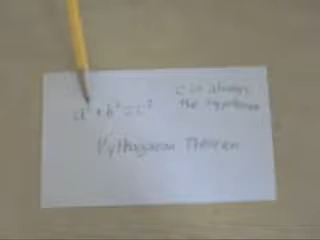 a² + b² = c²
c is always
the hypotenuse
Pythagorean Theorem